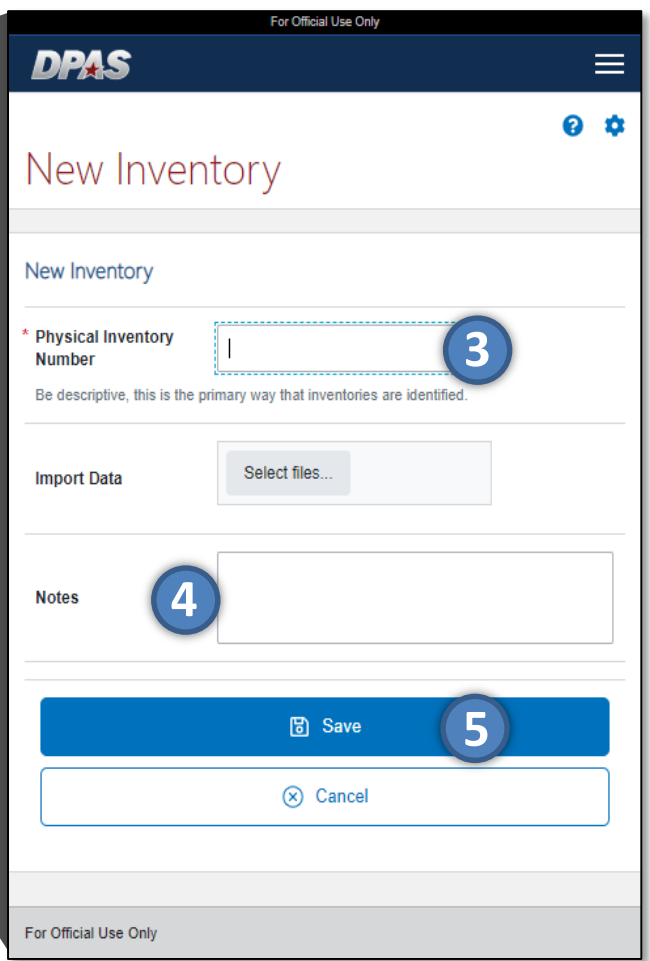 For Official Use Only
DPAS
New Inventory
New Inventory
* Physical Inventory
Number
3
Be descriptive, this is the primary way that inventories are identified.
Import Data
Select files...
Notes
4
Save
5
Cancel
For Official Use Only